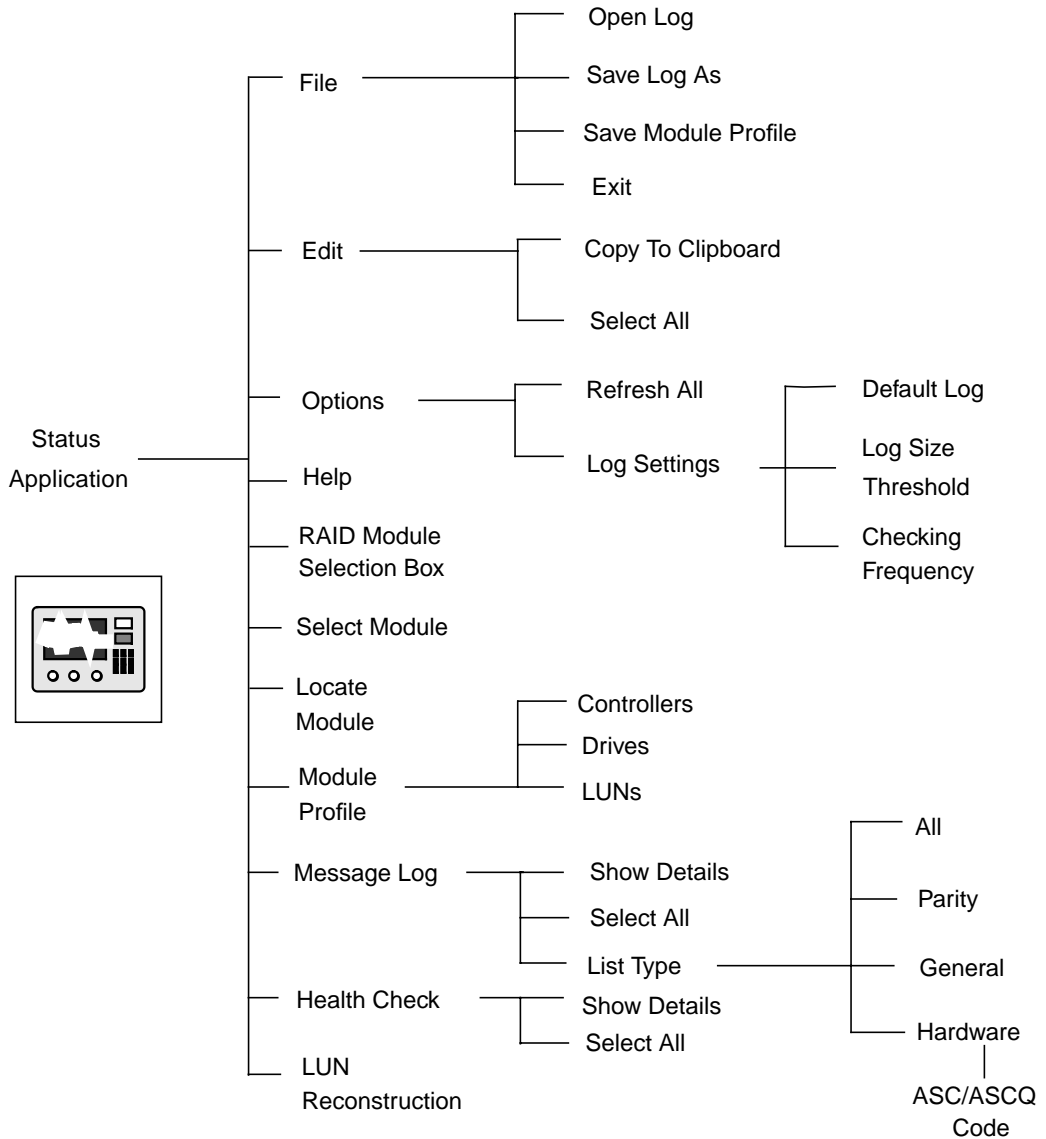 Status
Application
File
Open Log
Save Log As
Save Module Profile
Exit
Edit
Copy To Clipboard
Select All
Options
Refresh All
Log Settings
Default Log
Log Size
Threshold
Checking
Frequency
Help
RAID Module
Selection Box
Select Module
Locate
Module
Module
Profile
Controllers
Drives
LUNs
Message Log
Show Details
Select All
List Type
All
Parity
General
Hardware
ASC/ASCQ
Code
Health Check
Show Details
Select All
LUN
Reconstruction